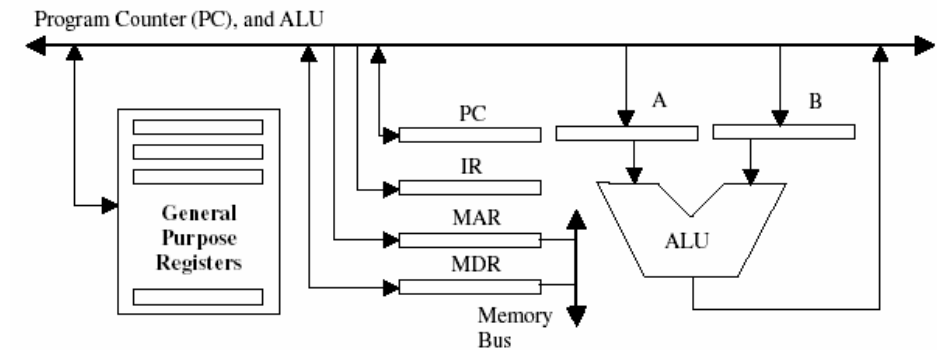 Program Counter (PC), and ALU
A
B
PC
IR
MAR
MDR
General
Purpose
Registers
ALU
Memory
Bus